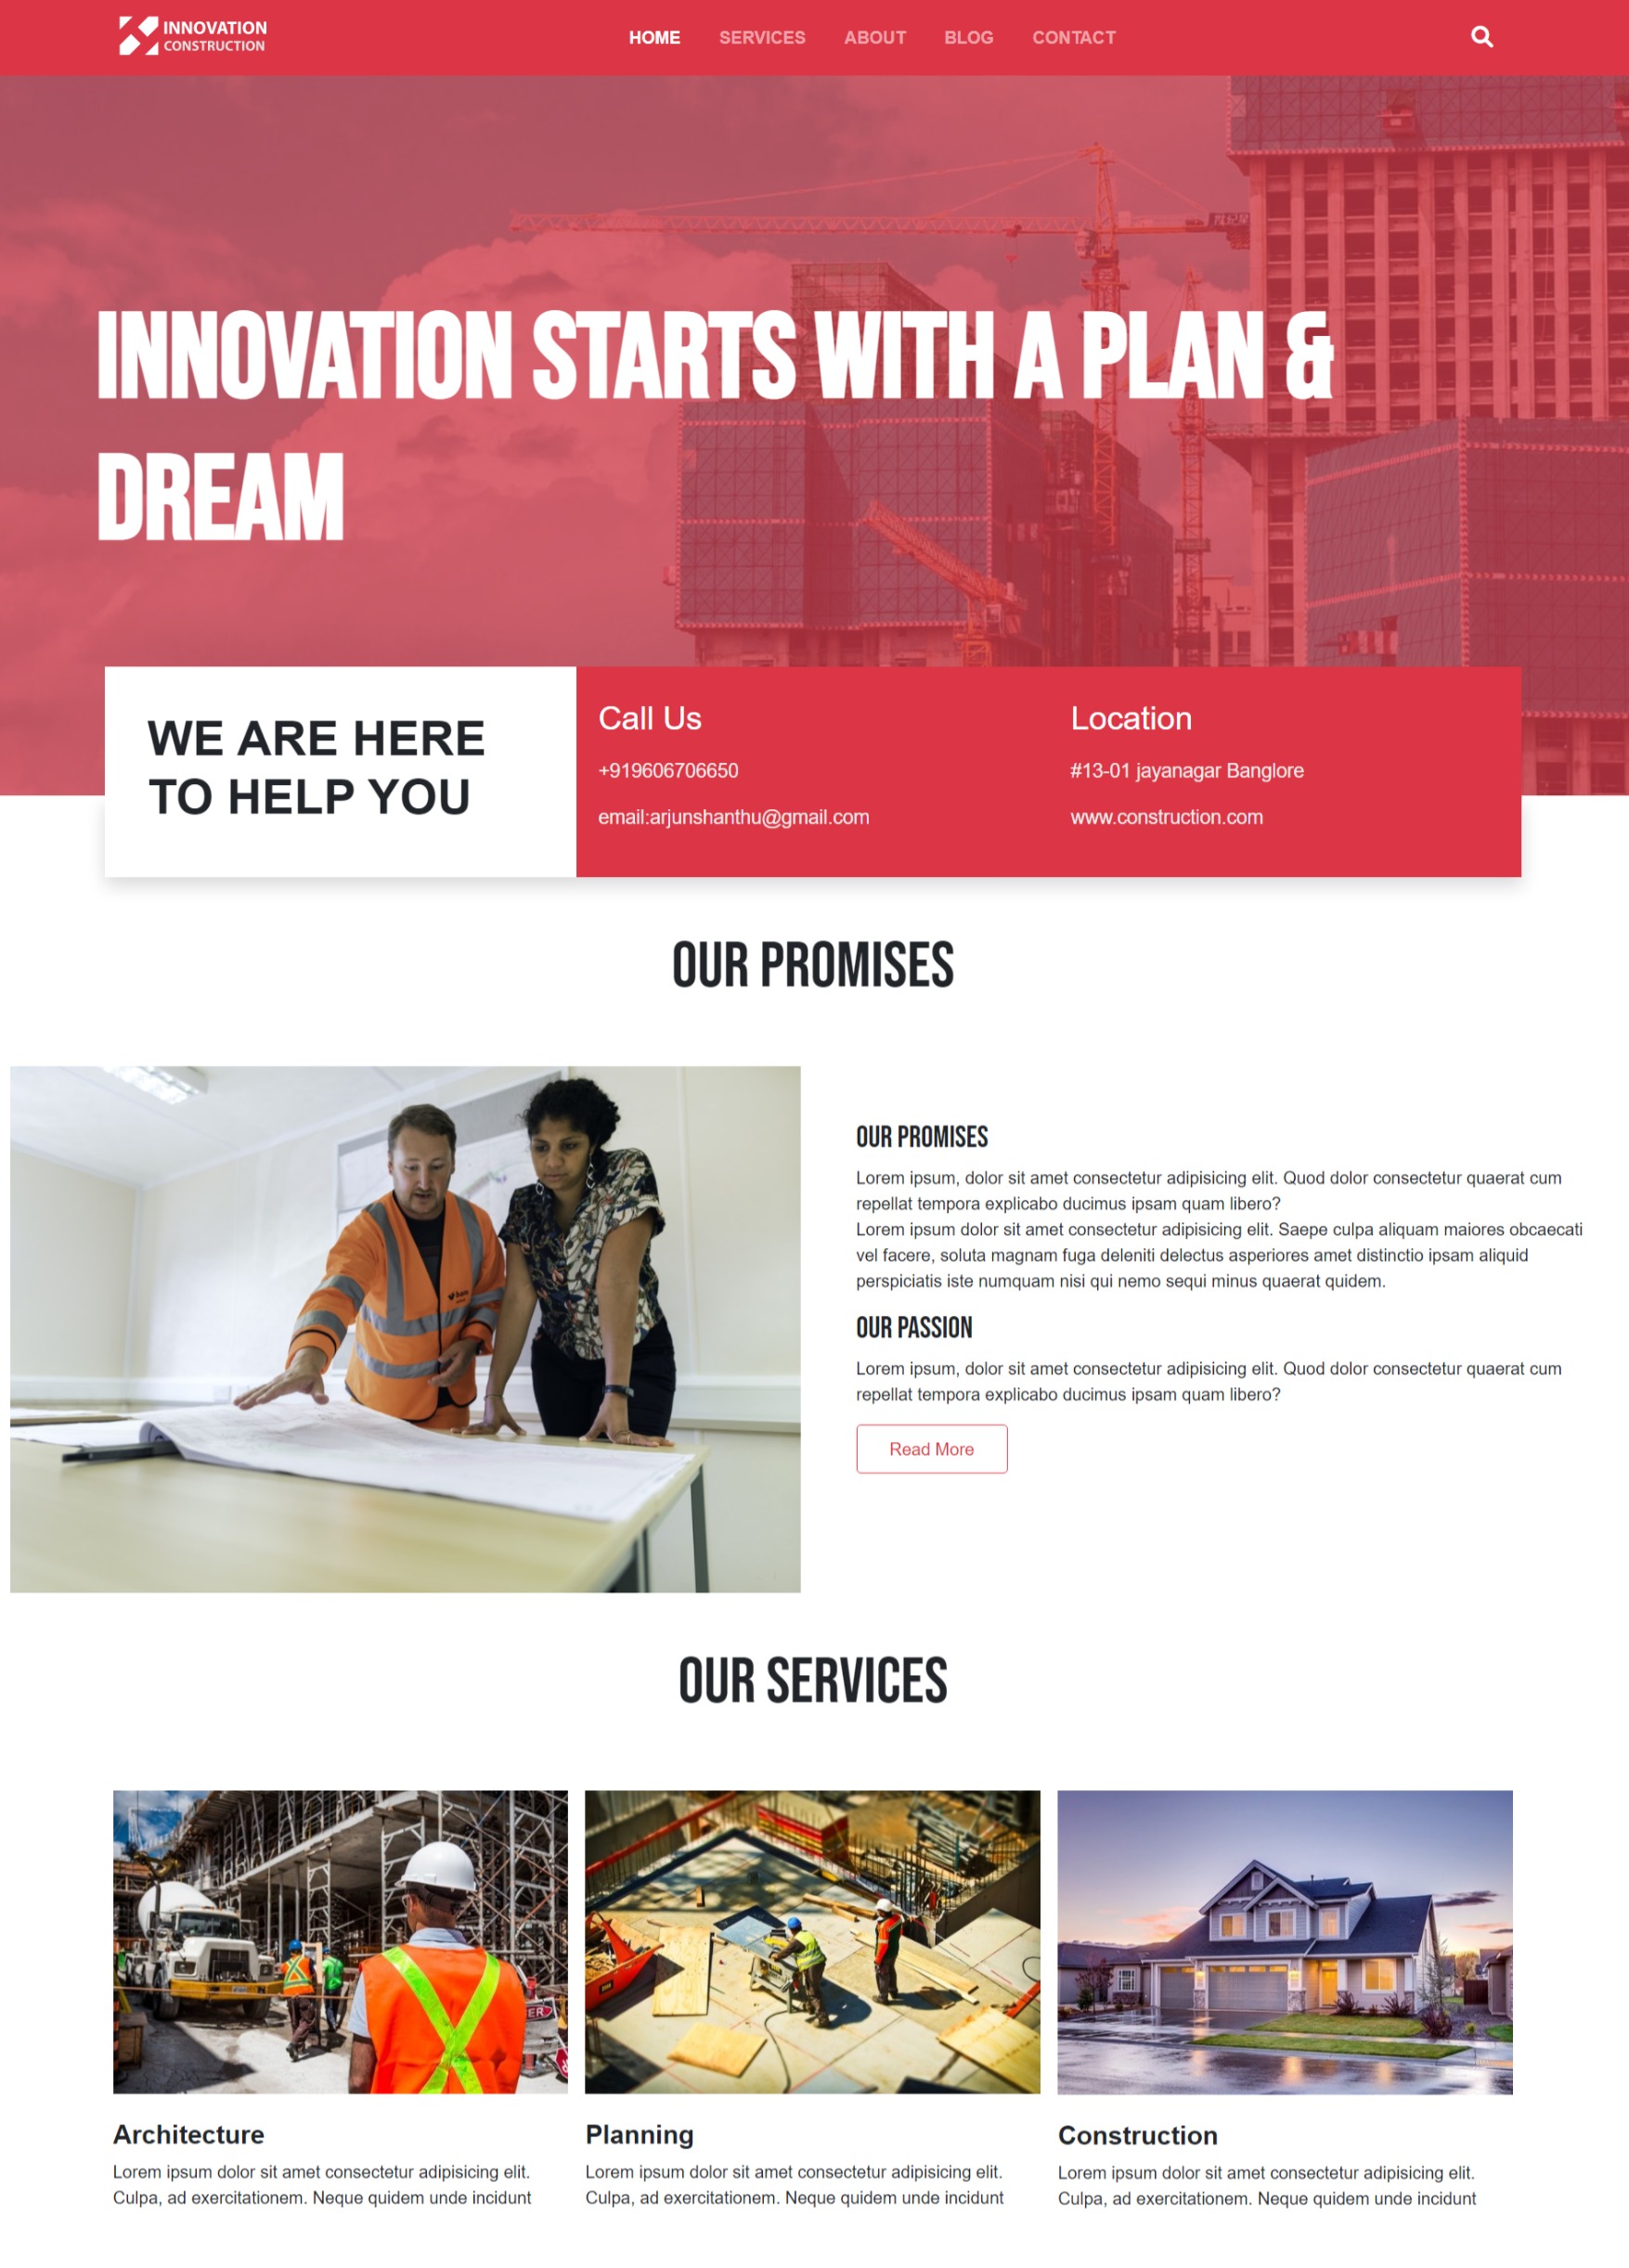 INNOVATION
CONSTRUCTION
HOME SERVICES ABOUT BLOG CONTACT
INNOVATION STARTS WITH A PLAN &
DREAM
WE ARE HERE
TO HELP YOU
Call Us
+919606706650
email:arjunshanthu@gmail.com
Location
#13-01 jayanagar Banglore
www.construction.com
OUR PROMISES
OUR PROMISES
Lorem ipsum, dolor sit amet consectetur adipisicing elit. Quod dolor consectetur quaerat cum
repellat tempora explicabo ducimus ipsam quam libero?
Lorem ipsum dolor sit amet consectetur adipisicing elit. Saepe culpa aliquam maiores obcaecati
vel facere, soluta magnam fuga deleniti delectus asperiores amet distinctio ipsam aliquid
perspiciatis iste numquam nisi qui nemo sequi minus quaerat quidem.
OUR PASSION
Lorem ipsum, dolor sit amet consectetur adipisicing elit. Quod dolor consectetur quaerat cum
repellat tempora explicabo ducimus ipsam quam libero?
Read More
OUR SERVICES
Architecture
Lorem ipsum dolor sit amet consectetur adipisicing elit.
Culpa, ad exercitationem. Neque quidem unde incidunt
Planning
Lorem ipsum dolor sit amet consectetur adipisicing elit.
Culpa, ad exercitationem. Neque quidem unde incidunt
Construction
Lorem ipsum dolor sit amet consectetur adipisicing elit.
Culpa, ad exercitationem. Neque quidem unde incidunt